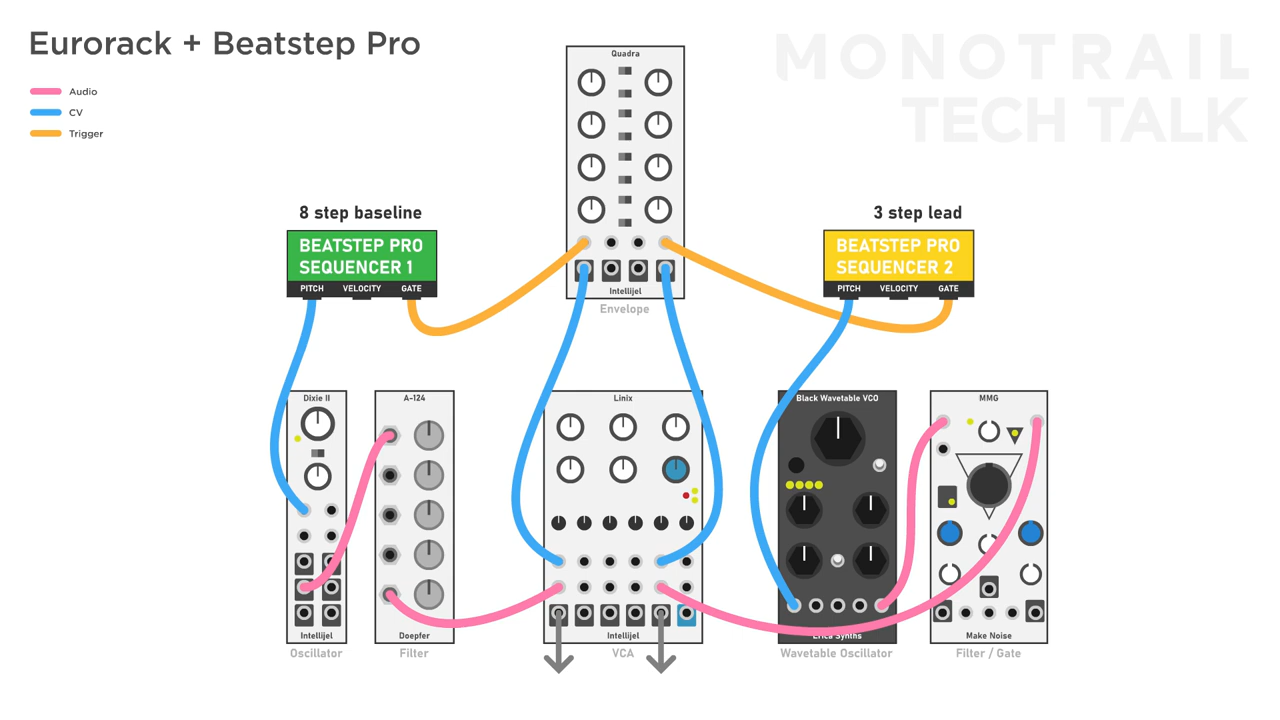 Eurorack + Beatstep Pro
MONOTRAIL
TECH TALK
Audio
CV
Trigger
Quadra
Intellijel
Envelope
8 step baseline
BEATSTEP PRO
SEQUENCER 1
PITCH VELOCITY GATE
3 step lead
BEATSTEP PRO
SEQUENCER 2
PITCH VELOCITY GATE
Dixie II
Intellijel
Oscillator
A-124
Doepfer
Filter
Linix
Intellijel
VCA
Black Wavetable VCO
Erica Synths
Wavetable Oscillator
MMG
Make Noise
Filter / Gate